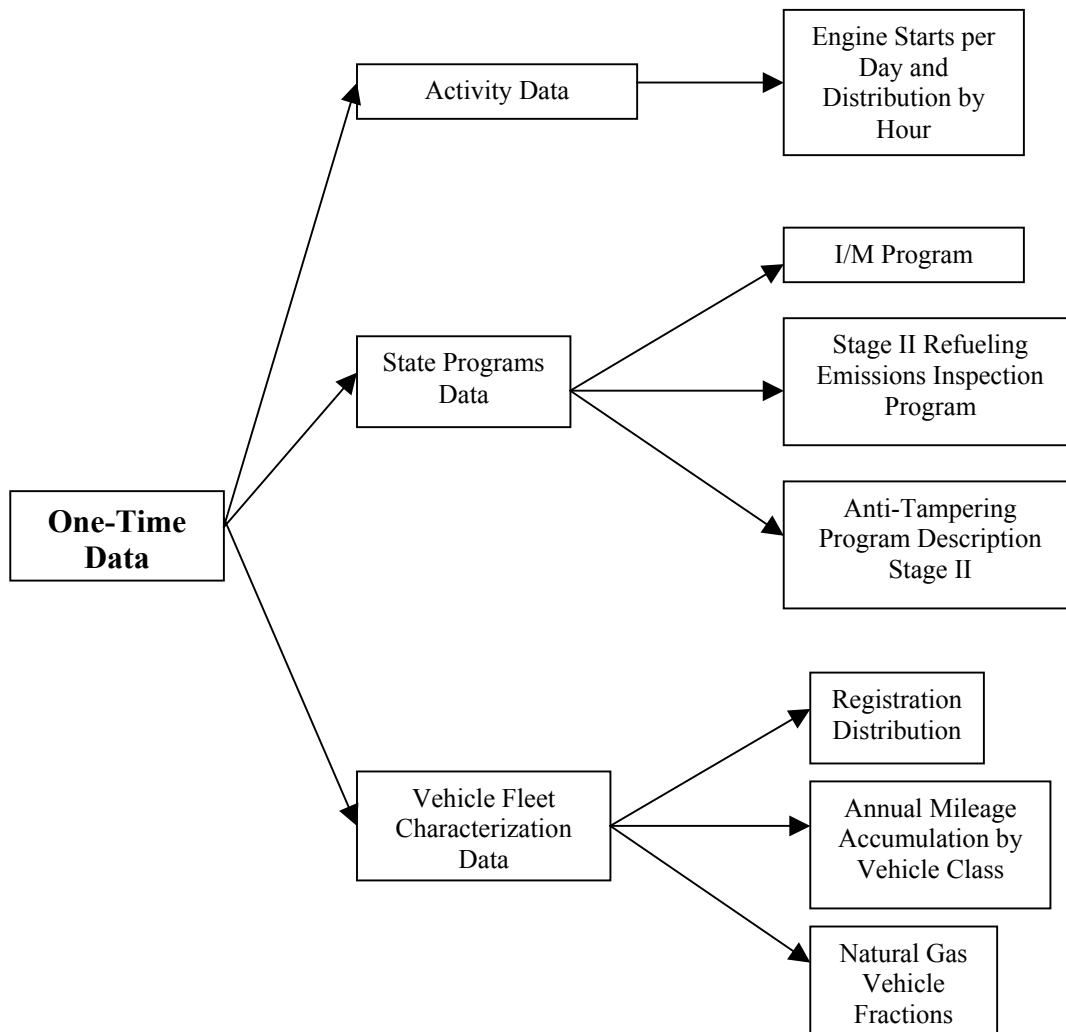 Engine Starts per
Day and
Distribution by
Hour
Activity Data
I/M Program
State Programs
Data
Stage II Refueling
Emissions Inspection
Program
One-Time
Data
Anti-Tampering
Program Description
Stage II
Registration
Distribution
Vehicle Fleet
Characterization
Data
Annual Mileage
Accumulation by
Vehicle Class
Natural Gas
Vehicle
Fractions